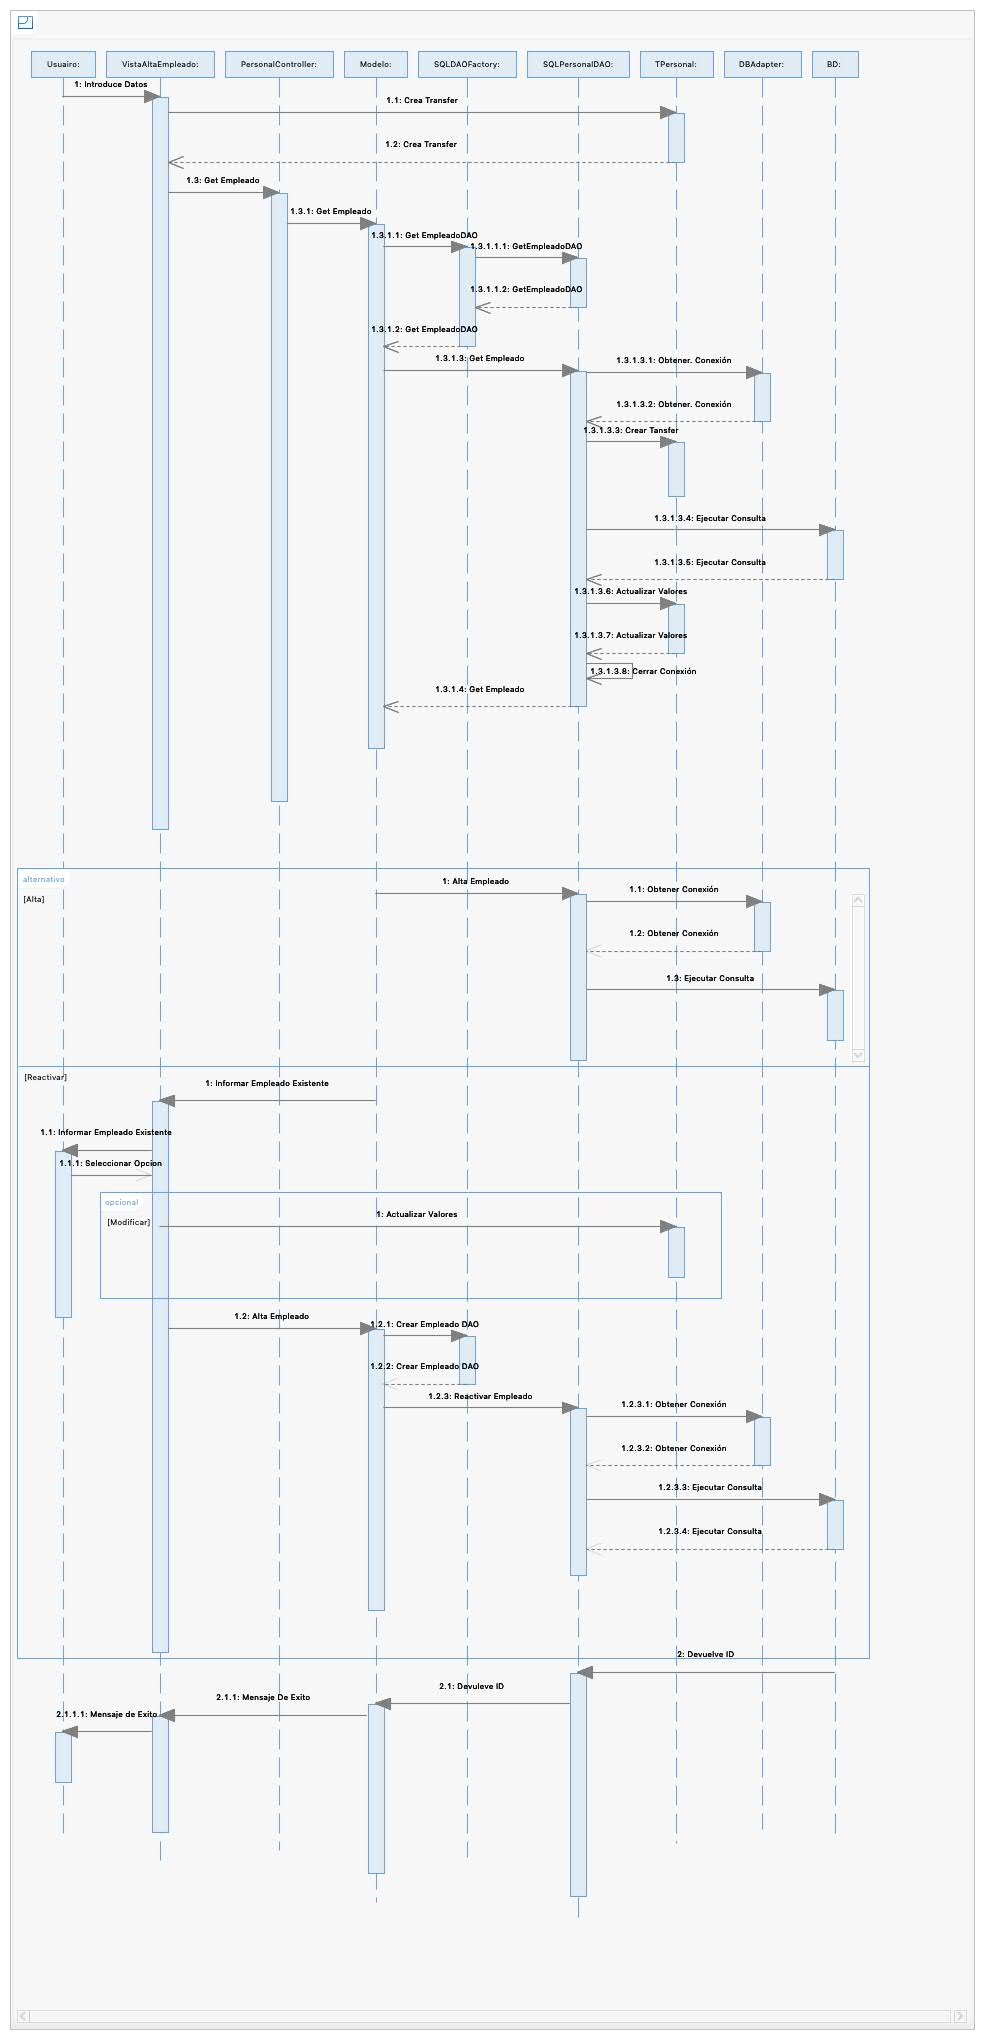 Usuairo:
VistaAltaEmpleado:
PersonalController:
Modelo:
SQLDAOFactory:
SQLPersonalDAO:
TPersonal:
DBAdapter:
BD:
1: Introduce Datos
1.1: Crea Transfer
1.2: Crea Transfer
1.3: Get Empleado
1.3.1: Get Empleado
1.3.1.1: Get EmpleadoDAO
1.3.1.1.1: GetEmpleadoDAO
1.3.1.1.2: GetEmpleadoDAO
1.3.1.2: Get EmpleadoDAO
1.3.1.3: Get Empleado
1.3.1.3.1: Obtener. Conexión
1.3.1.3.2: Obtener. Conexión
1.3.1.3.3: Crear Tansfer
1.3.1.3.4: Ejecutar Consulta
1.3.1.3.5: Ejecutar Consulta
1.3.1.3.6: Actualizar Valores
1.3.1.3.7: Actualizar Valores
1.3.1.3.8: Cerrar Conexión
1.3.1.4: Get Empleado
alternativo
[Alta]
1: Alta Empleado
1.1: Obtener Conexión
1.2: Obtener Conexión
1.3: Ejecutar Consulta
[Reactivar]
1: Informar Empleado Existente
1.1: Informar Empleado Existente
1.1.1: Seleccionar Opcion
opcional
[Modificar]
1: Actualizar Valores
1.2: Alta Empleado
1.2.1: Crear Empleado DAO
1.2.2: Crear Empleado DAO
1.2.3: Reactivar Empleado
1.2.3.1: Obtener Conexión
1.2.3.2: Obtener Conexión
1.2.3.3: Ejecutar Consulta
1.2.3.4: Ejecutar Consulta
2: Devuelve ID
2.1: Devuleve ID
2.1.1: Mensaje De Exito
2.1.1.1: Mensaje de Exito